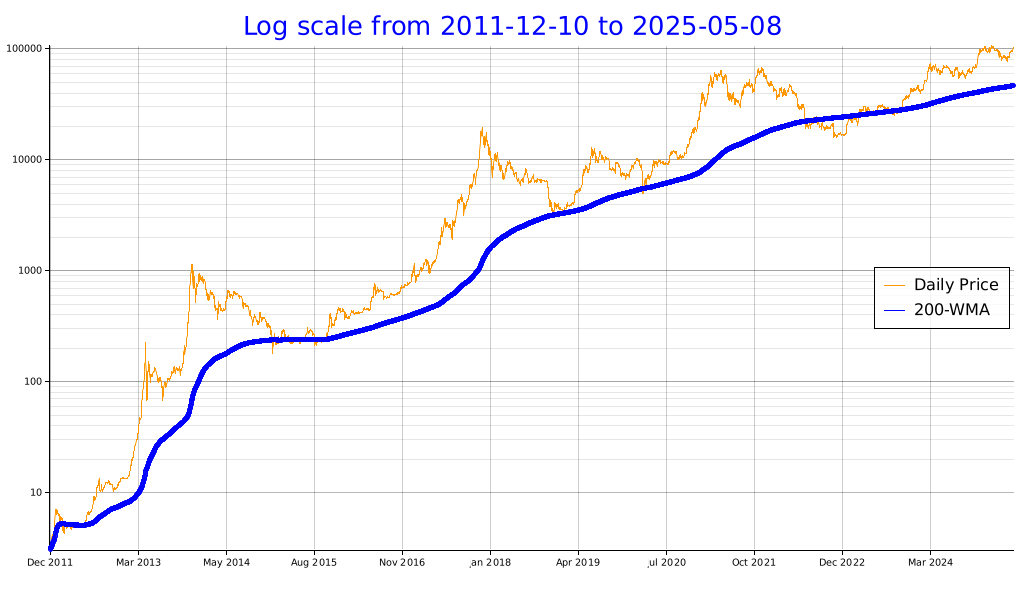 Log scale from 2011-12-10 to 2025-05-08
100000
10000
1000
100
10
Daily Price
200-WMA
Dec 2011 Mar 2013 May 2014 Aug 2015 Nov 2016 Jan 2018 Apr 2019 Jul 2020 Oct 2021 Dec 2022 Mar 2024